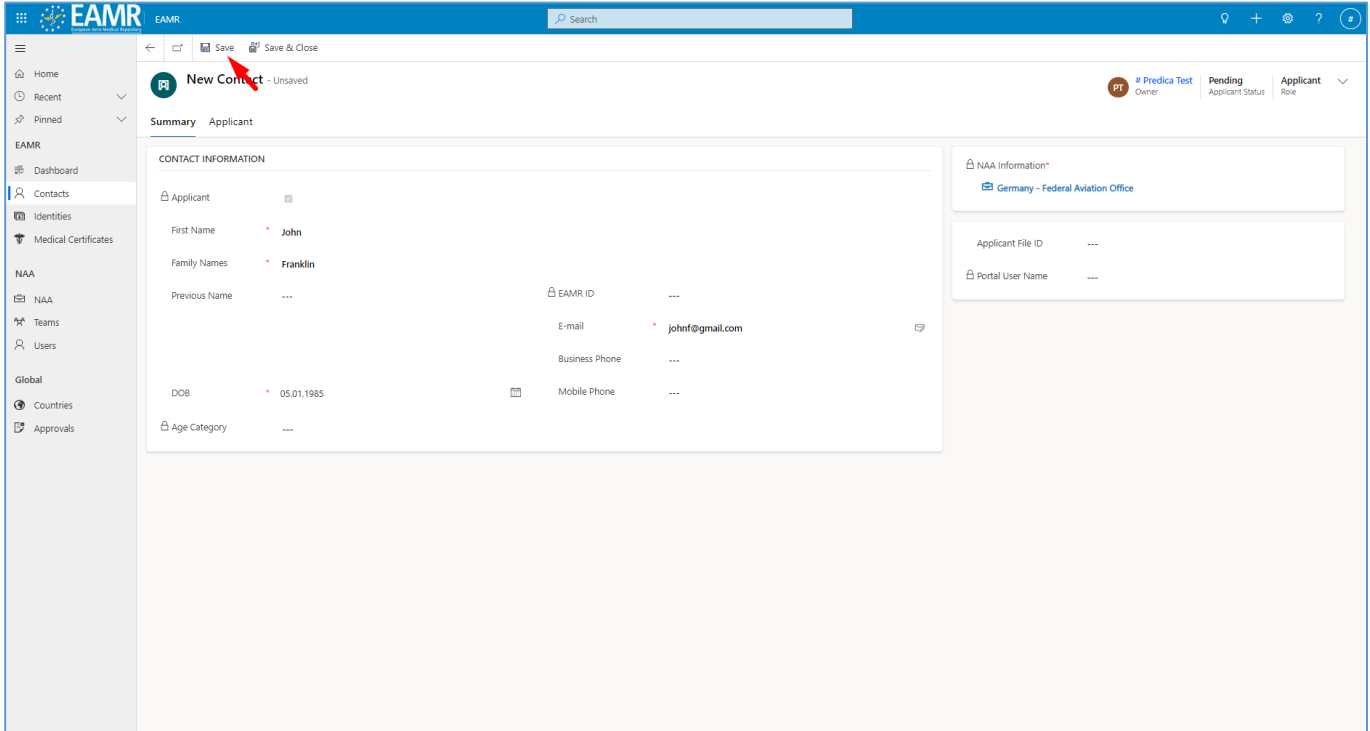 EAMR
European Aero Medical Repository
EAMR
Search
?
#
Save
Save & Close
Home
Recent
Pinned
EAMR
Dashboard
Contacts
Identities
Medical Certificates
NAA
NAA
Teams
Users
Global
Countries
Approvals
New Contact - Unsaved
PT
# Predica Test
Owner
Pending
Applicant Status
Applicant
Role
Summary Applicant
CONTACT INFORMATION
Applicant
First Name * John
Family Names * Franklin
Previous Name ---
DOB * 05.01.1985
Age Category ---
EAMR ID ---
E-mail * johnf@gmail.com
Business Phone ---
Mobile Phone ---
NAA Information*
Germany - Federal Aviation Office
Applicant File ID ---
Portal User Name ---